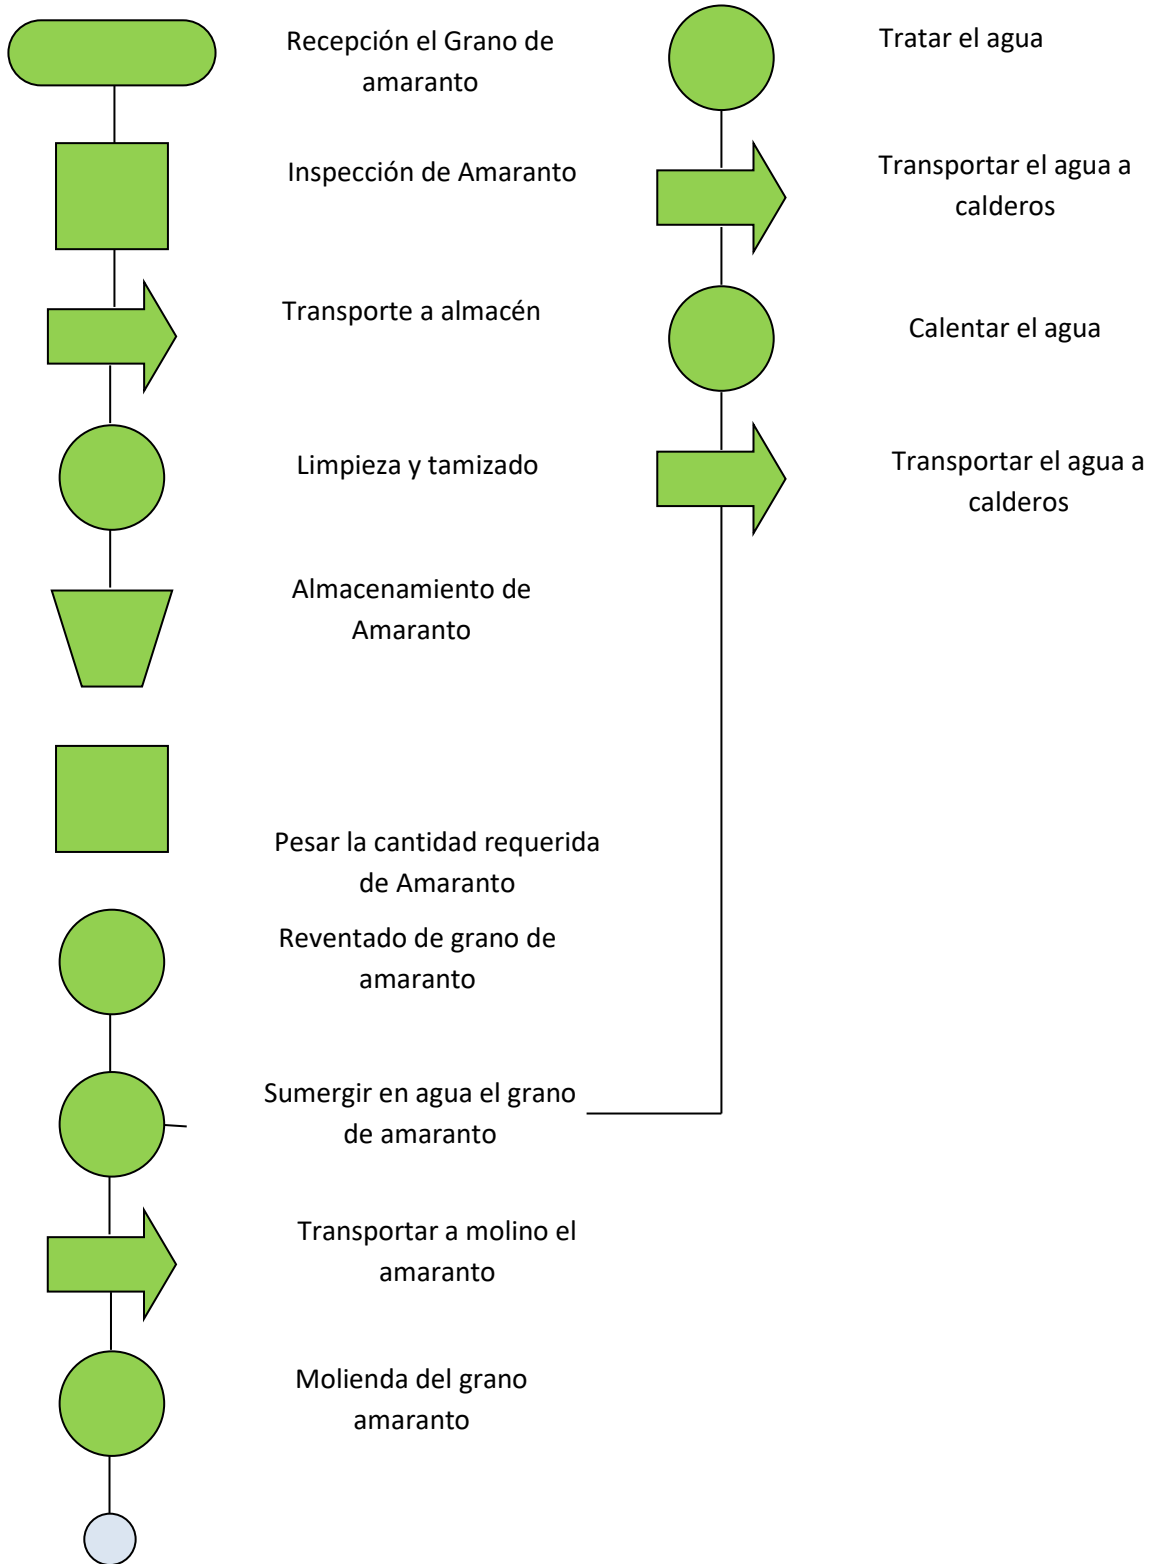 Recepción el Grano de
amaranto
Inspección de Amaranto
Transporte a almacén
Limpieza y tamizado
Almacenamiento de
Amaranto
Pesar la cantidad requerida
de Amaranto
Reventado de grano de
amaranto
Sumergir en agua el grano
de amaranto
Transportar a molino el
amaranto
Molienda del grano
amaranto
Tratar el agua
Transportar el agua a
calderos
Calentar el agua
Transportar el agua a
calderos